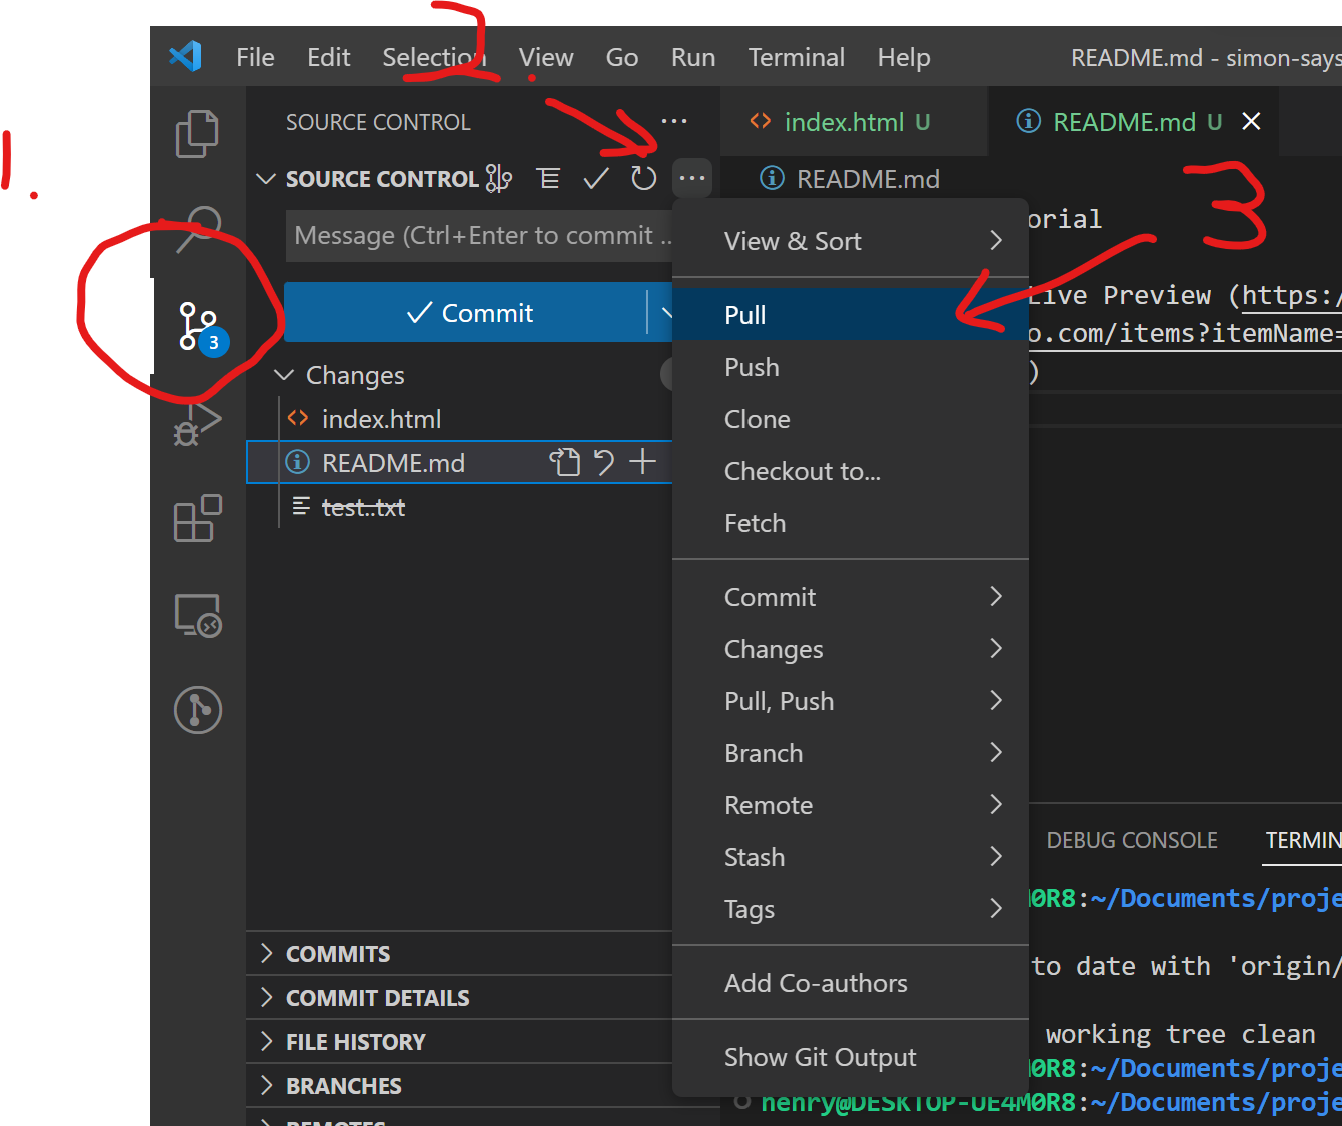 2.
File Edit Selection View Go Run Terminal Help README.md - simon-says
1.
SOURCE CONTROL ...
index.html U
README.md U
SOURCE CONTROL ...
README.md
3
Message (Ctrl+Enter to commit ...
Commit
3
Changes
index.html
README.md
test..txt
View & Sort
Pull
Push
Clone
Checkout to...
Fetch
Commit
Changes
Pull, Push
Branch
Remote
Stash
Tags
Add Co-authors
Show Git Output
orial
Live Preview (https:/
o.com/items?itemName=
)
COMMITS
COMMIT DETAILS
FILE HISTORY
BRANCHES
REMOTES
DEBUG CONSOLE TERMIN
M0R8:~/Documents/proje
to date with 'origin/
working tree clean
0R8:~/Documents/proje
henry@DESKTOP-UE4M0R8:~/Documents/proje